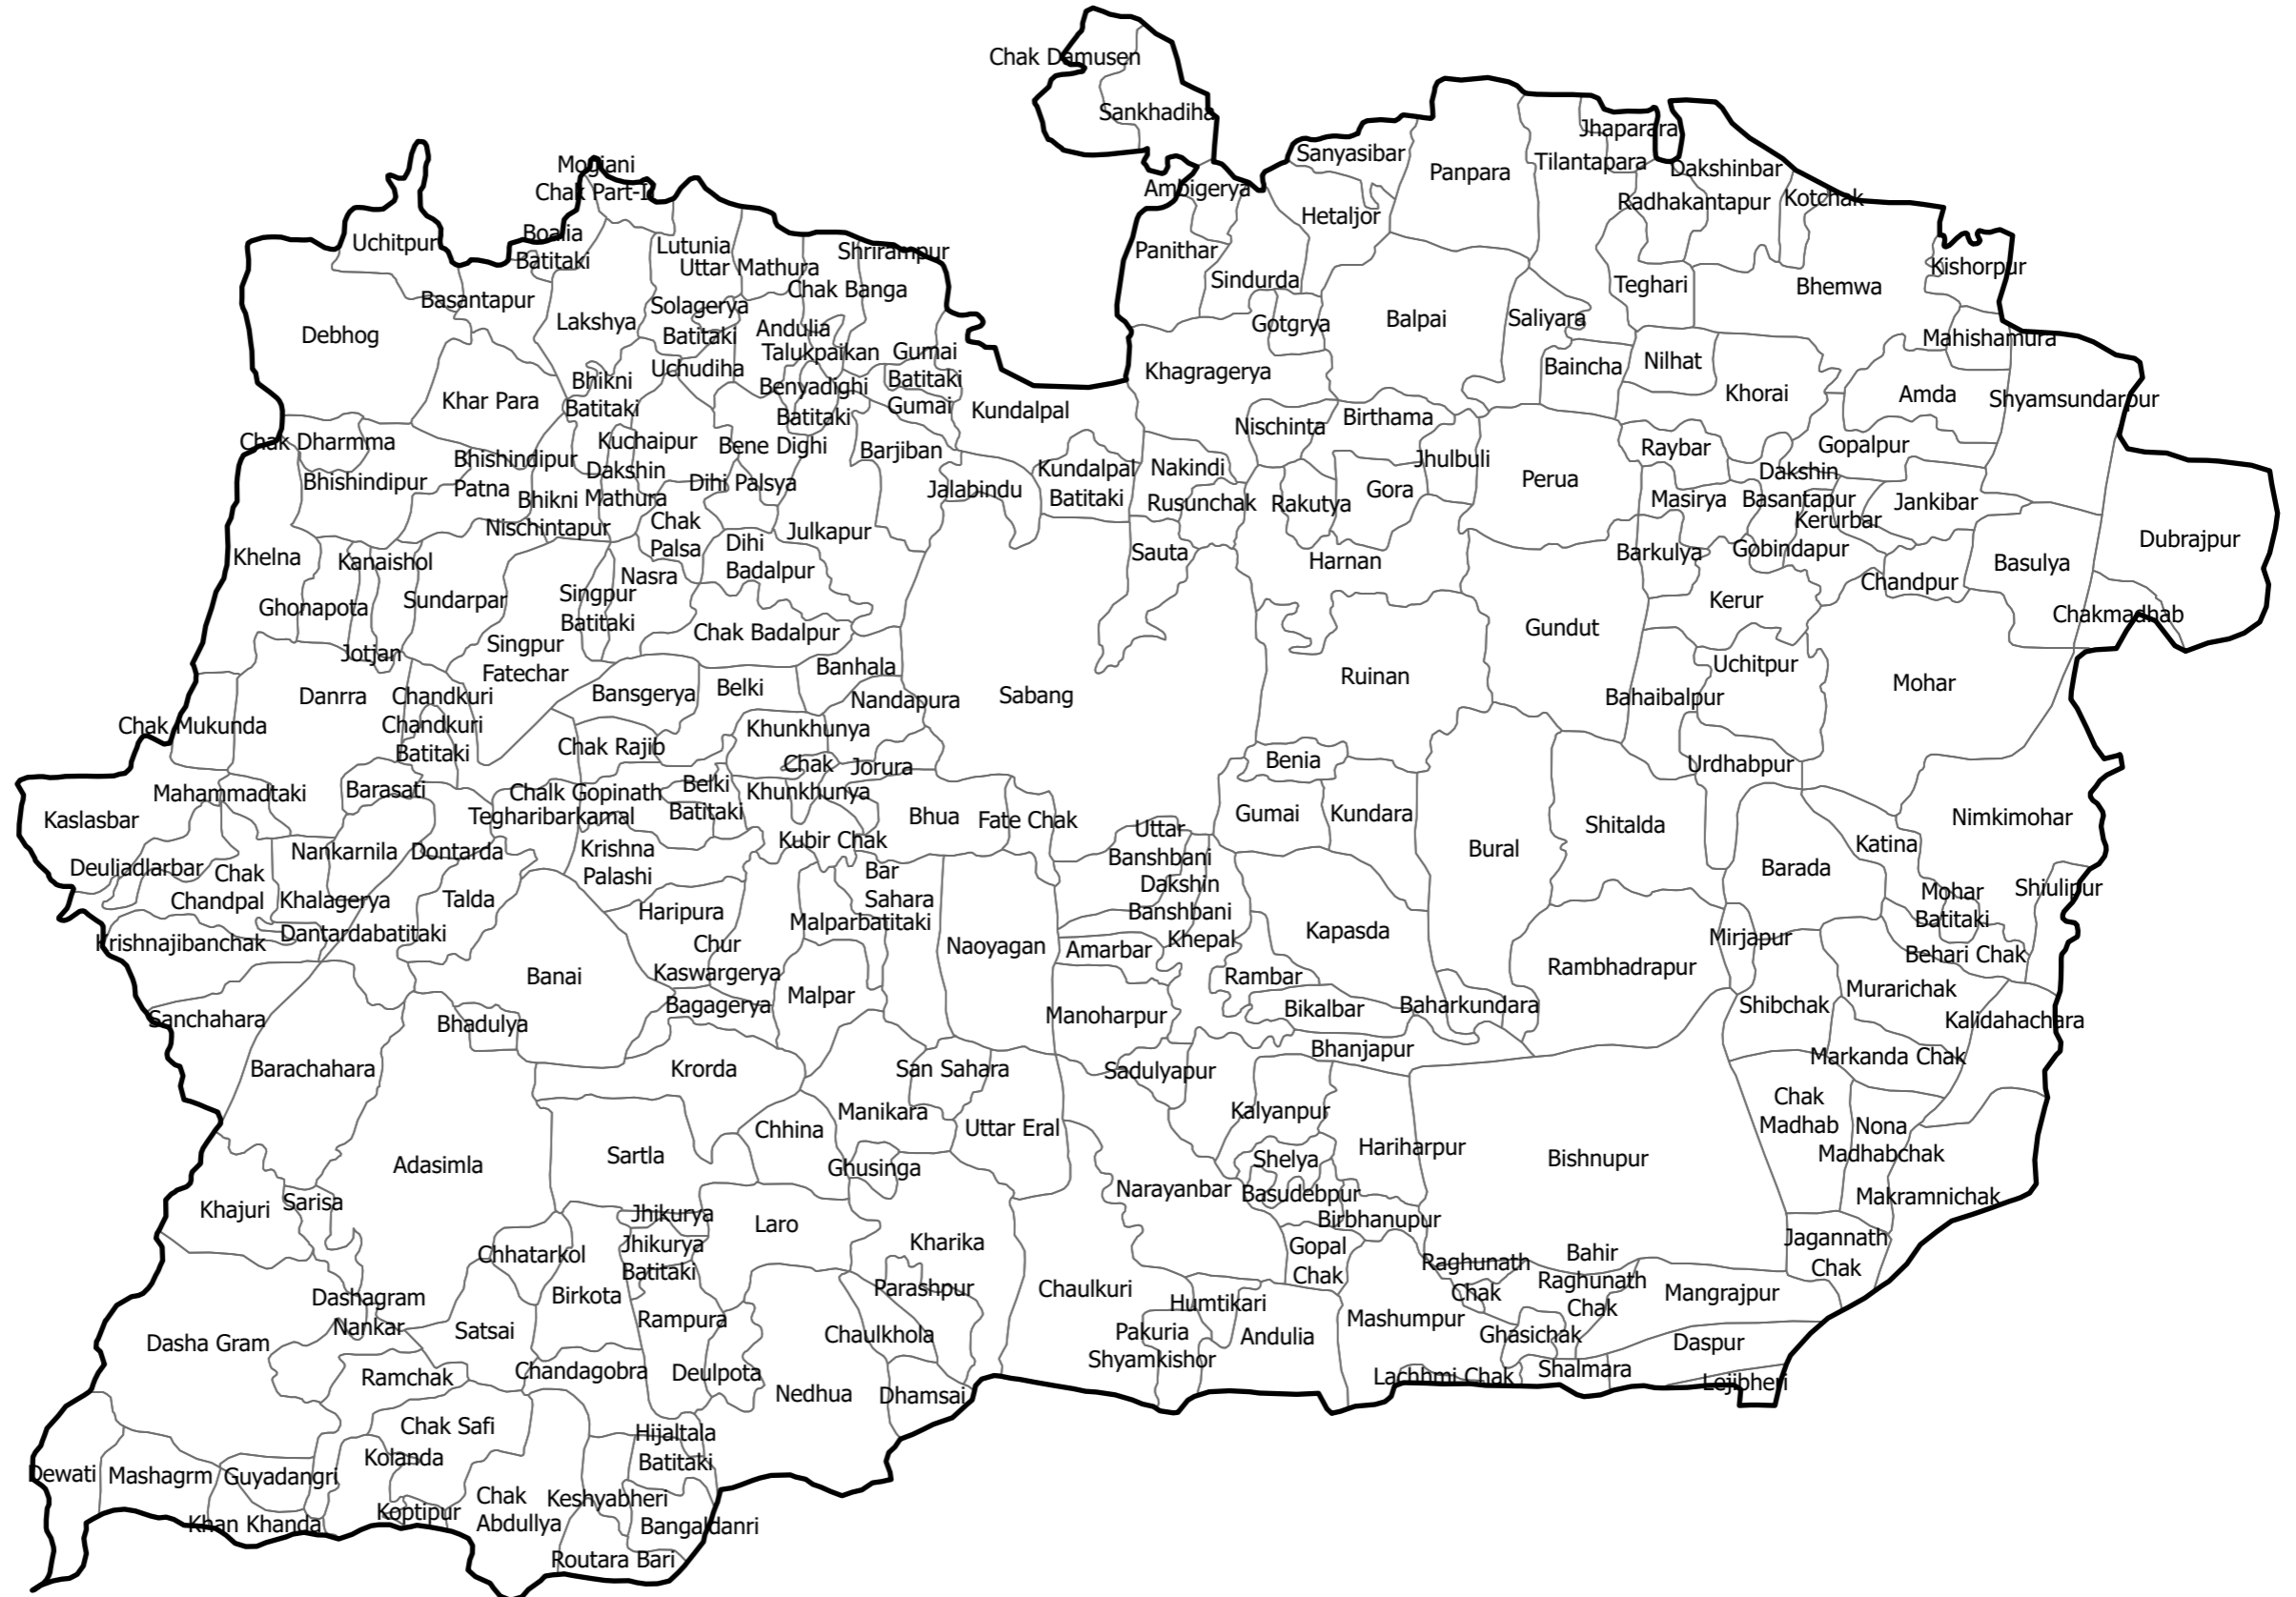 Chak Damusen
Sankhadiha
Jhaparara
Sanyasibar
Tilantapara
Panpara
Dakshinbar
Mogiani
Chak Part-I
Ambigerya
Radhakantapur
Kotchak
Hetaljor
Uchitpur
Boalia
Batitaki
Lutunia
Uttar Mathura
Shrirampur
Panithar
Kishorpur
Sindurda
Teghari
Bhemwa
Chak Banga
Basantapur
Solagerya
Batitaki
Lakshya
Andulia
Gotgrya
Balpai
Saliyara
Debhog
Mahishamura
Talukpaikan
Gumai
Batitaki
Uchudiha
Nilhat
Baincha
Khagragerya
Bhikni
Batitaki
Benyadighi
Batitaki
Khorai
Amda
Shyamsundarpur
Khar Para
Gumai
Kundalpal
Birthama
Nischinta
Chak Dharmma
Kuchaipur
Bene Dighi
Barjiban
Raybar
Gopalpur
Bhishindipur
Patna
Jhulbuli
Kundalpal
Batitaki
Nakindi
Dakshin
Mathura
Dakshin
Basantapur
Bhishindipur
Dihi Palsya
Jalabindu
Gora
Perua
Bhikni
Rusunchak
Rakutya
Masirya
Jankibar
Nischintapur
Chak
Palsa
Julkapur
Kerurbar
Dihi
Badalpur
Sauta
Harnan
Barkulya
Gobindapur
Dubrajpur
Khelna
Kanaishol
Basulya
Nasra
Chandpur
Singpur
Batitaki
Ghonapota
Sundarpar
Kerur
Chakmadhab
Chak Badalpur
Gundut
Singpur
Fatechar
Jotjan
Banhala
Uchitpur
Ruinan
Mohar
Danrra
Chandkuri
Bansgerya
Belki
Nandapura
Sabang
Bahaibalpur
Chak Mukunda
Chandkuri
Batitaki
Khunkhunya
Chak Rajib
Benia
Urdhabpur
Chak
Khunkhunya
Jorura
Mahammadtaki
Barasati
Chalk Gopinath
Belki
Batitaki
Kaslasbar
Tegharibarkamal
Bhua
Fate Chak
Gumai
Kundara
Shitalda
Nimkimohar
Uttar
Banshbani
Kubir Chak
Katina
Nankarnila
Dontarda
Krishna
Palashi
Bural
Deuliadlarbar
Chak
Chandpal
Bar
Sahara
Barada
Dakshin
Banshbani
Mohar
Batitaki
Shiulipur
Khalagerya
Talda
Haripura
Malparbatitaki
Krishnajibanchak
Dantardabatitaki
Kapasda
Khepal
Mirjapur
Chur
Kaswargerya
Naoyagan
Amarbar
Behari Chak
Banai
Rambar
Rambhadrapur
Malpar
Murarichak
Bagagerya
Bikalbar
Baharkundara
Shibchak
Sanchahara
Bhadulya
Manoharpur
Kalidahachara
Bhanjapur
Markanda Chak
Barachahara
Krorda
San Sahara
Sadulyapur
Chak
Madhab
Manikara
Kalyanpur
Chhina
Uttar Eral
Nona
Madhabchak
Hariharpur
Sartla
Adasimla
Ghusinga
Shelya
Bishnupur
Narayanbar
Basudebpur
Makramnichak
Khajuri
Sarisa
Jhikurya
Laro
Birbhanupur
Jhikurya
Batitaki
Kharika
Jagannath
Chak
Chhatarkol
Gopal
Chak
Raghunath
Chak
Bahir
Raghunath
Chak
Parashpur
Chaulkuri
Mangrajpur
Birkota
Dashagram
Nankar
Humtikari
Rampura
Mashumpur
Satsai
Chaulkhola
Pakuria
Shyamkishor
Andulia
Ghasichak
Dasha Gram
Daspur
Chandagobra
Deulpota
Ramchak
Lachhmi Chak
Shalmara
Lejibheri
Nedhua
Dhamsai
Chak Safi
Hijaltala
Batitaki
Kolanda
Dewati
Mashagrm
Guyadangri
Chak
Abdullya
Keshyabheri
Koptipur
Khan Khanda
Bangaldanri
Routara Bari